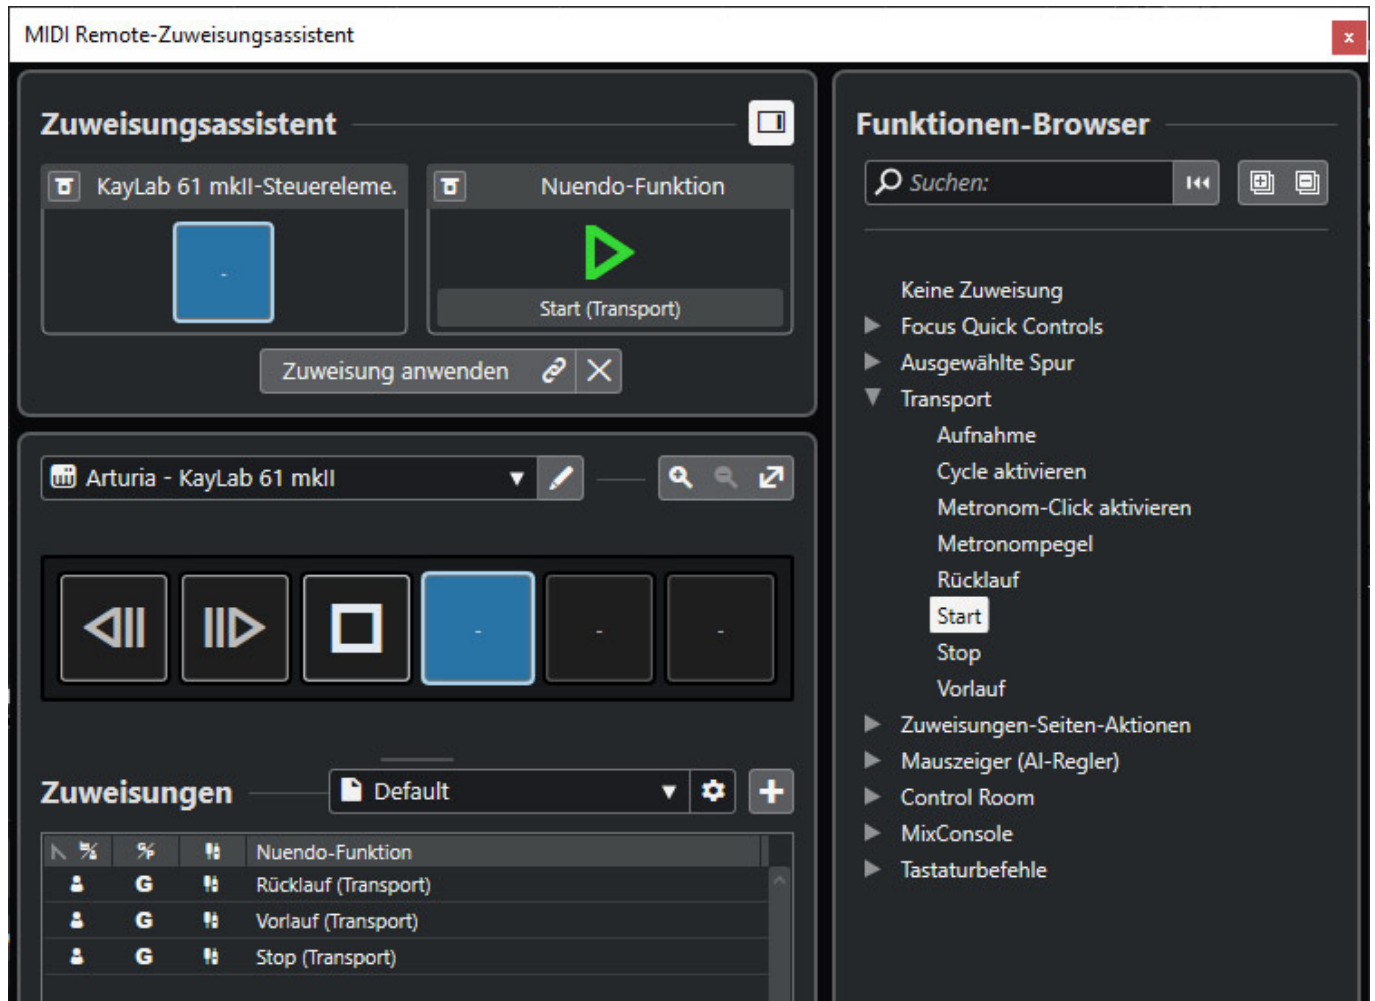 MIDI Remote-Zuweisungsassistent
x
Zuweisungsassistent
KayLab 61 mkII-Steuereleme.
Nuendo-Funktion
-
Start (Transport)
Zuweisung anwenden
Arturia - KayLab 61 mkII
-
-
-
Zuweisungen
Default
Nuendo-Funktion
G
Rücklauf (Transport)
G
Vorlauf (Transport)
G
Stop (Transport)
Funktionen-Browser
Suchen:
Keine Zuweisung
Focus Quick Controls
Ausgewählte Spur
Transport
Aufnahme
Cycle aktivieren
Metronom-Click aktivieren
Metronompegel
Rücklauf
Start
Stop
Vorlauf
Zuweisungen-Seiten-Aktionen
Mauszeiger (AI-Regler)
Control Room
MixConsole
Tastaturbefehle